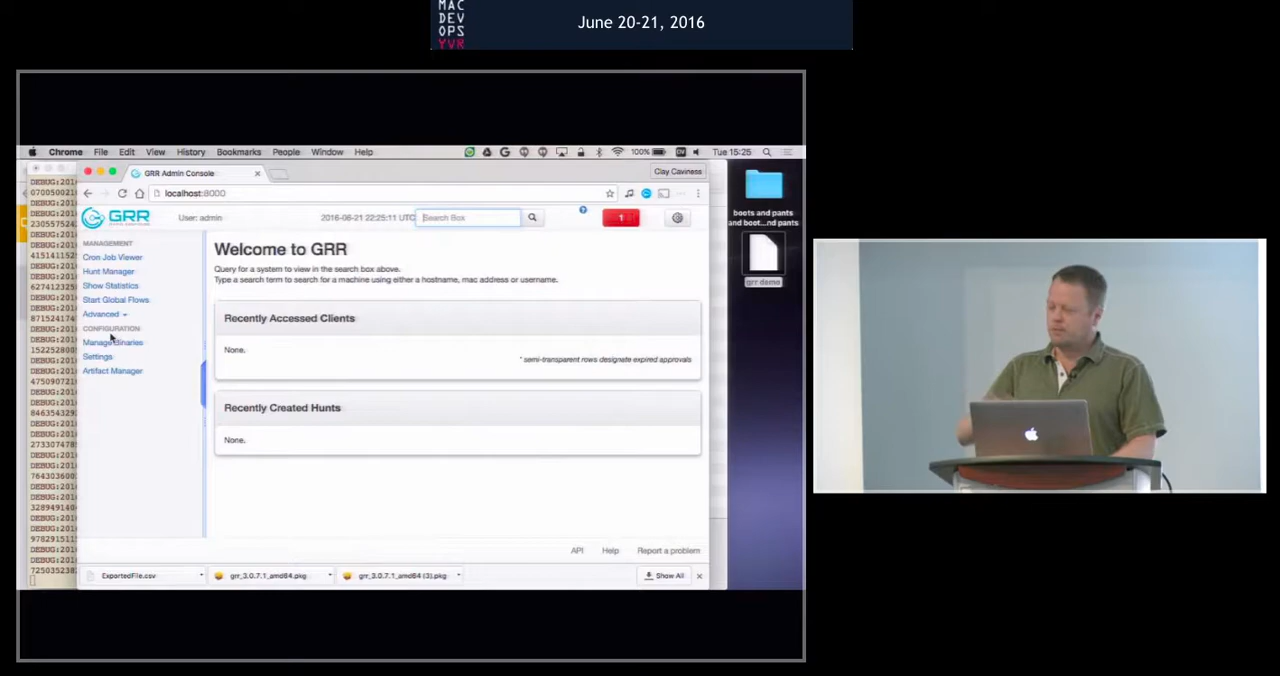 MAC
DEV
OPS
YVR
June 20-21, 2016
Chrome File Edit View History Bookmarks People Window Help
100% Tue 15:25
GRR Admin Console
Clay Caviness
localhost:8000
GRR
User: admin
2016-06-21 22:25:11 UTC
Search Box
1
MANAGEMENT
Cron Job Viewer
Hunt Manager
Show Statistics
Start Global Flows
Advanced
CONFIGURATION
Manage Binaries
Settings
Artifact Manager
Welcome to GRR
Query for a system to view in the search box above.
Type a search term to search for a machine using either a hostname, mac address or username.
Recently Accessed Clients
None.
* semi-transparent rows designate expired approvals
Recently Created Hunts
None.
API Help Report a problem
ExportedFile.csv
grr_3.0.7.1_amd64.pkg
grr_3.0.7.1_amd64 (3).pkg
Show All
boots and pants
and boot...nd pants
grr demo